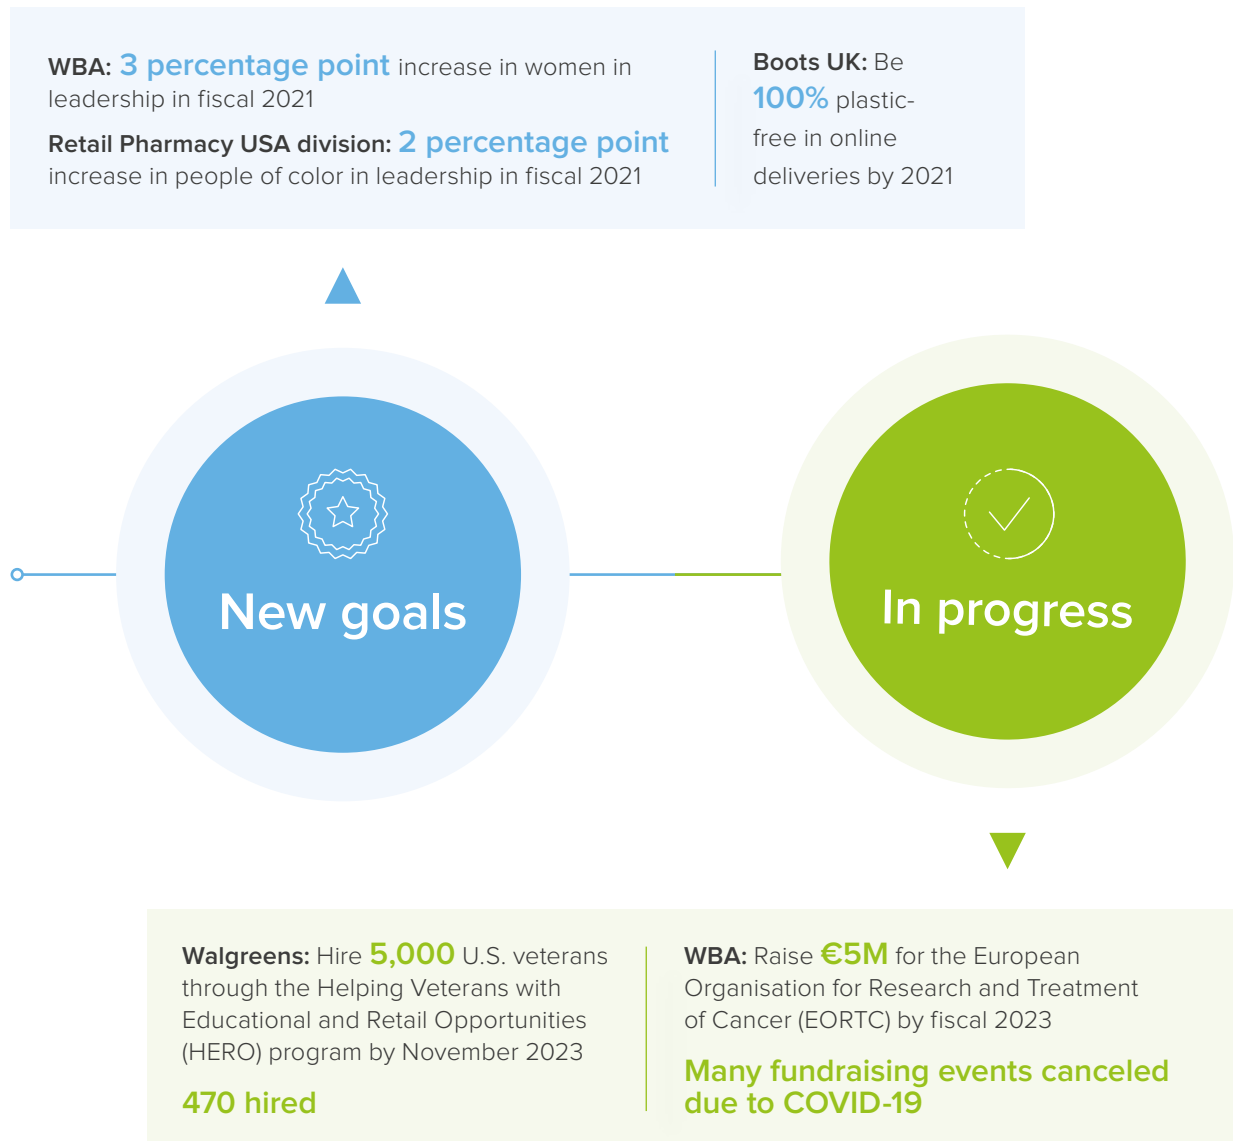 WBA: 3 percentage point increase in women in
leadership in fiscal 2021
Retail Pharmacy USA division: 2 percentage point
increase in people of color in leadership in fiscal 2021
Boots UK: Be
100% plastic-
free in online
deliveries by 2021
New goals
In progress
Walgreens: Hire 5,000 U.S. veterans
through the Helping Veterans with
Educational and Retail Opportunities
(HERO) program by November 2023
470 hired
WBA: Raise €5M for the European
Organisation for Research and Treatment
of Cancer (EORTC) by fiscal 2023
Many fundraising events canceled
due to COVID-19